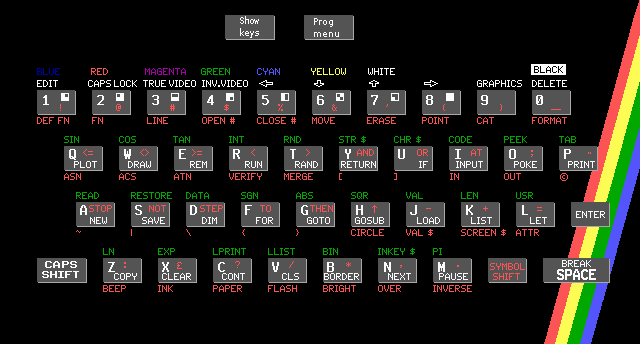 Show keys
Prog menu
BLUE RED MAGENTA GREEN CYAN YELLOW WHITE BLACK
EDIT CAPS LOCK TRUE VIDEO INV.VIDEO ⇦ ⇩ ⇧ ⇨ GRAPHICS DELETE
1 ! 2 @ 3 # 4 $ 5 % 6 & 7 ' 8 ( 9 ) 0 _
DEF FN FN LINE OPEN # CLOSE # MOVE ERASE POINT CAT FORMAT
SIN COS TAN INT RND STR $ CHR $ CODE PEEK TAB
Q <= W <> E >= R < T > Y AND U OR I AT O ; P "
PLOT DRAW REM RUN RAND RETURN IF INPUT POKE PRINT
ASN ACS ATN VERIFY MERGE [ ] IN OUT ©
READ RESTORE DATA SGN ABS SQR VAL LEN USR
A STOP S NOT D STEP F TO G THEN H ↑ J - K + L =
NEW SAVE DIM FOR GOTO GOSUB LOAD LIST LET ENTER
~ | \ { } CIRCLE VAL $ SCREEN $ ATTR
LN EXP LPRINT LLIST BIN INKEY $ PI
CAPS SHIFT Z : X £ C ? V / B * N , M . SYMBOL SHIFT BREAK SPACE
COPY CLEAR CONT CLS BORDER NEXT PAUSE
BEEP INK PAPER FLASH BRIGHT OVER INVERSE